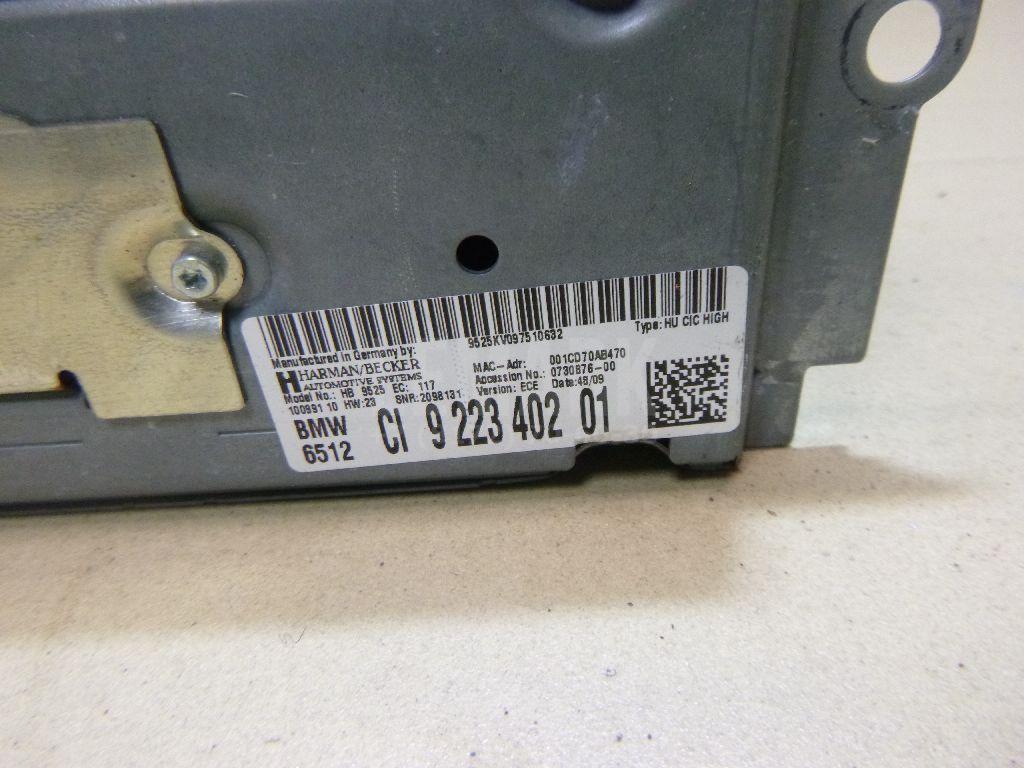 9525KV097510632
Type: HU CIC HIGH
Manufactured in Germany by:
HARMAN/BECKER
AUTOMOTIVE SYSTEMS
Model No.: HB 9525 EC: 117
100991 10 HW:23 SNR:2098131
MAC-Adr: 001CD70AB470
Accession No.: 0730876-00
Version: ECE Date:48/09
BMW
6512
CI 9 223 402 01